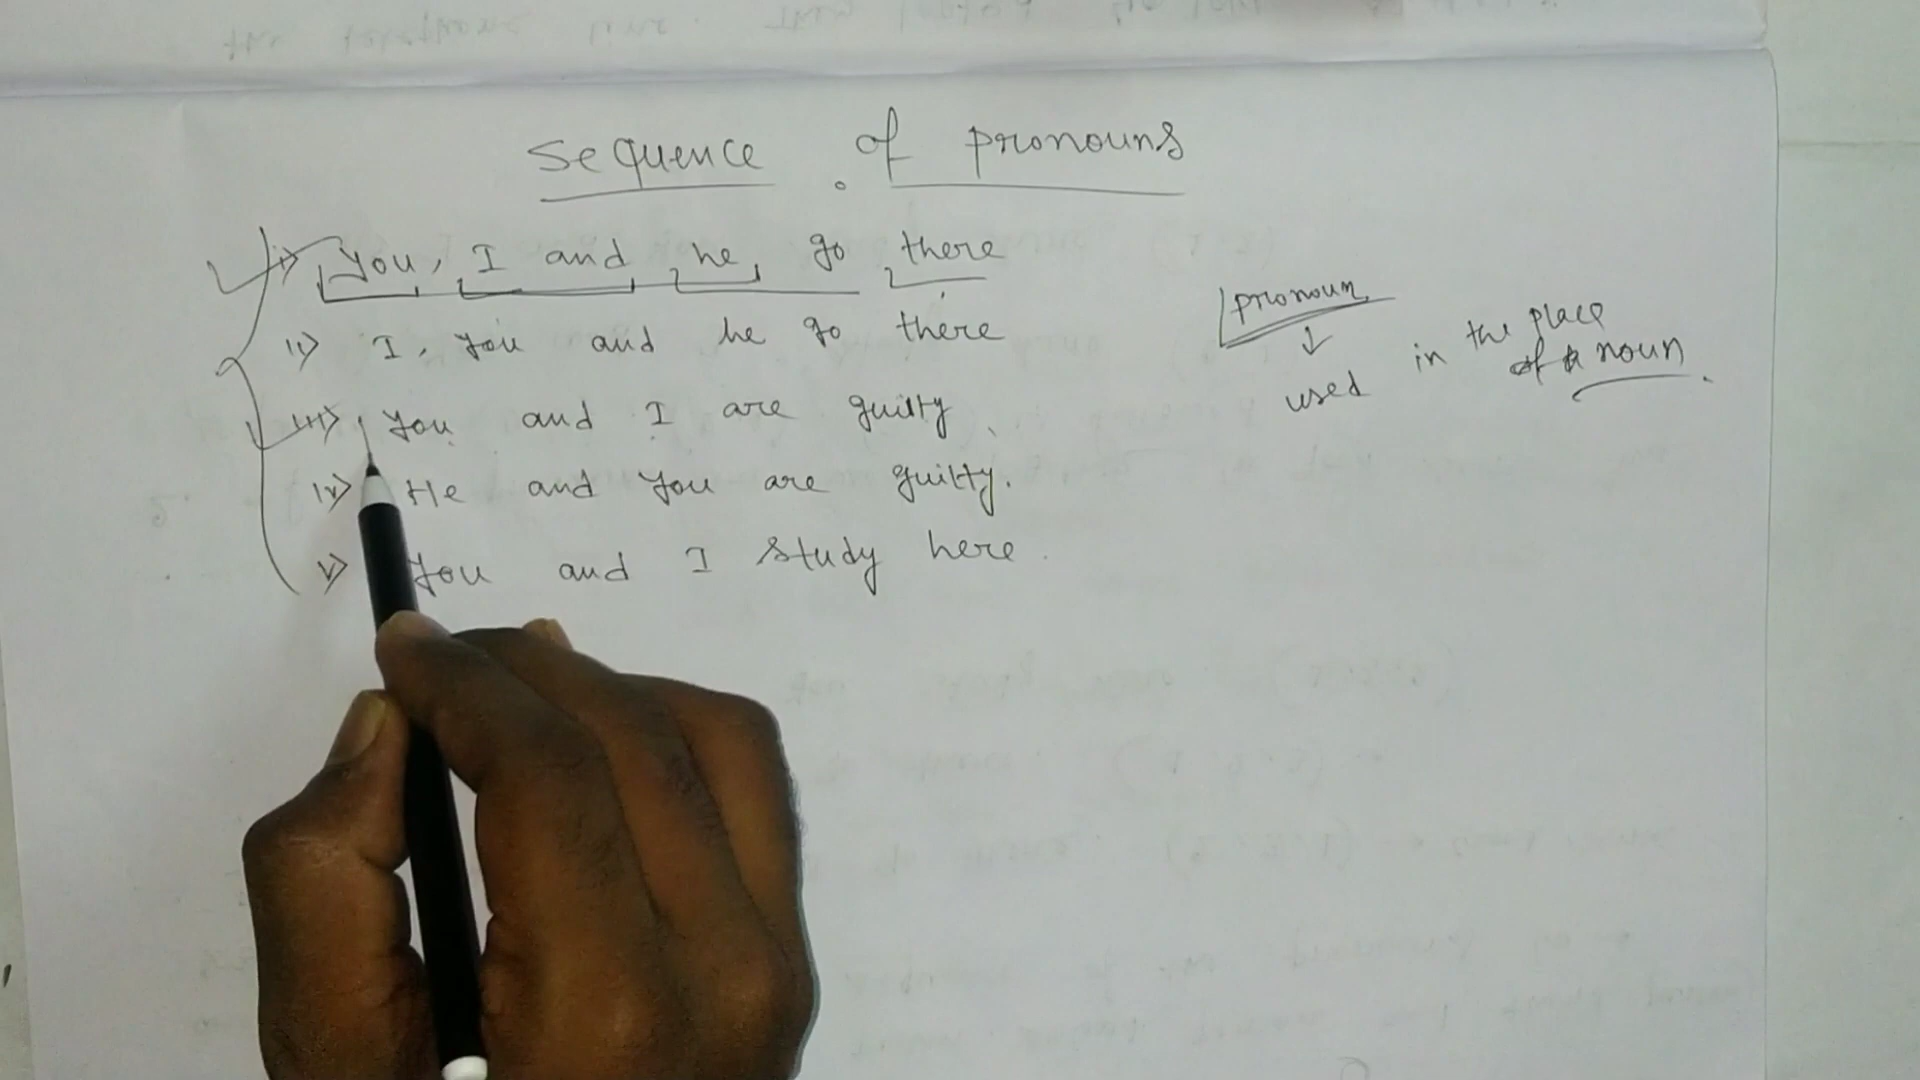 Sequence of pronouns
i) You, I and he, go there
ii) I, you and he go there
iii) You and I are guilty
iv) He and you are guilty.
v) You and I study here.
pronoun
used in the place
of a noun.